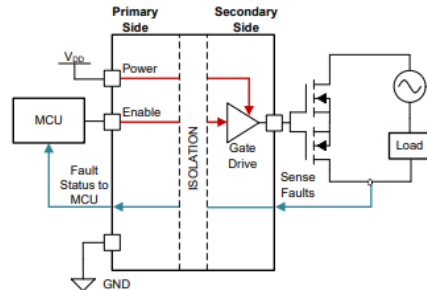 Primary
Side
Secondary
Side
VDD
Power
Enable
MCU
ISOLATION
Gate
Drive
Load
Fault
Status to
MCU
Sense
Faults
GND